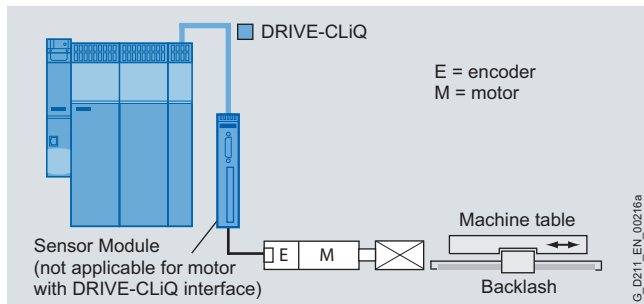 DRIVE-CLiQ
E = encoder
M = motor
Sensor Module
(not applicable for motor
with DRIVE-CLiQ interface)
E
M
Machine table
Backlash
G_D211_EN_00216a